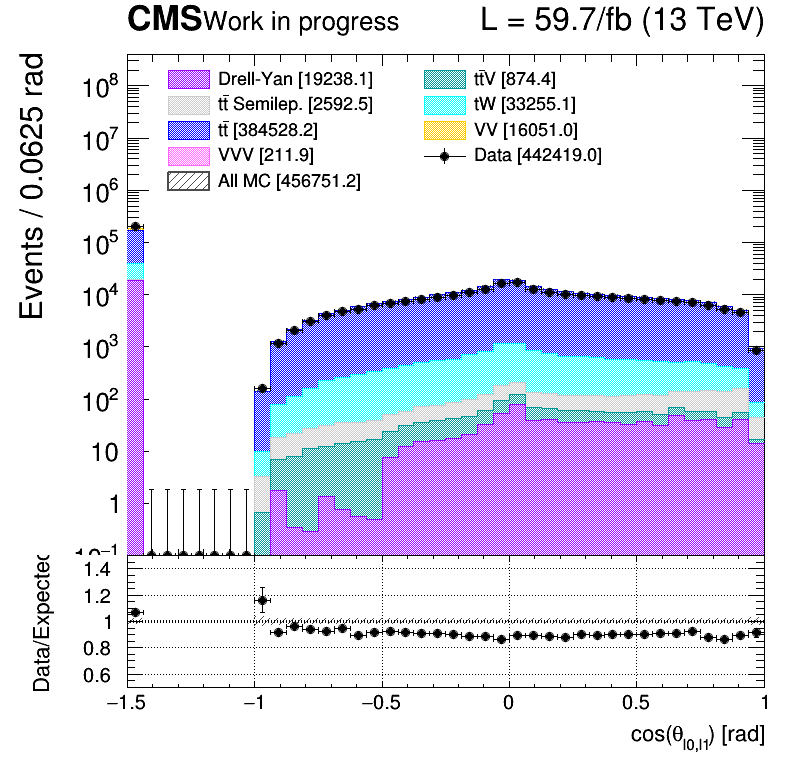 CMS Work in progress L = 59.7/fb (13 TeV)
Events / 0.0625 rad
Drell-Yan [19238.1]
tt̄ Semilep. [2592.5]
tt̄ [384528.2]
VVV [211.9]
All MC [456751.2]
tt̄V [874.4]
tW [33255.1]
VV [16051.0]
Data [442419.0]
10⁸
10⁷
10⁶
10⁵
10⁴
10³
10²
10
1
10⁻¹
Data/Expected
1.4
1.2
1
0.8
0.6
−1.5 −1 −0.5 0 0.5 1
cos(θ_l0,l1) [rad]